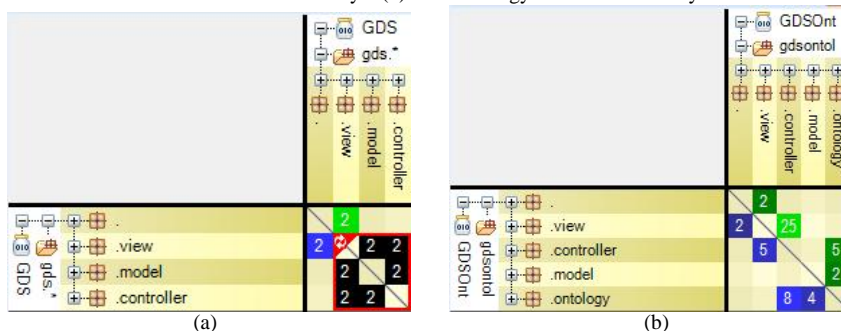 GDS
gds.*
.
.view
.model
.controller
. 2
.view 2 2 2
.model 2 2
.controller 2 2
GDS
gds.*
(a)
GDSOnt
gdsontol
.
.view
.controller
.model
.ontology
. 2
.view 2 25
.controller 5 5
.model 2
.ontology 8 4
GDSOnt
gdsontol
(b)